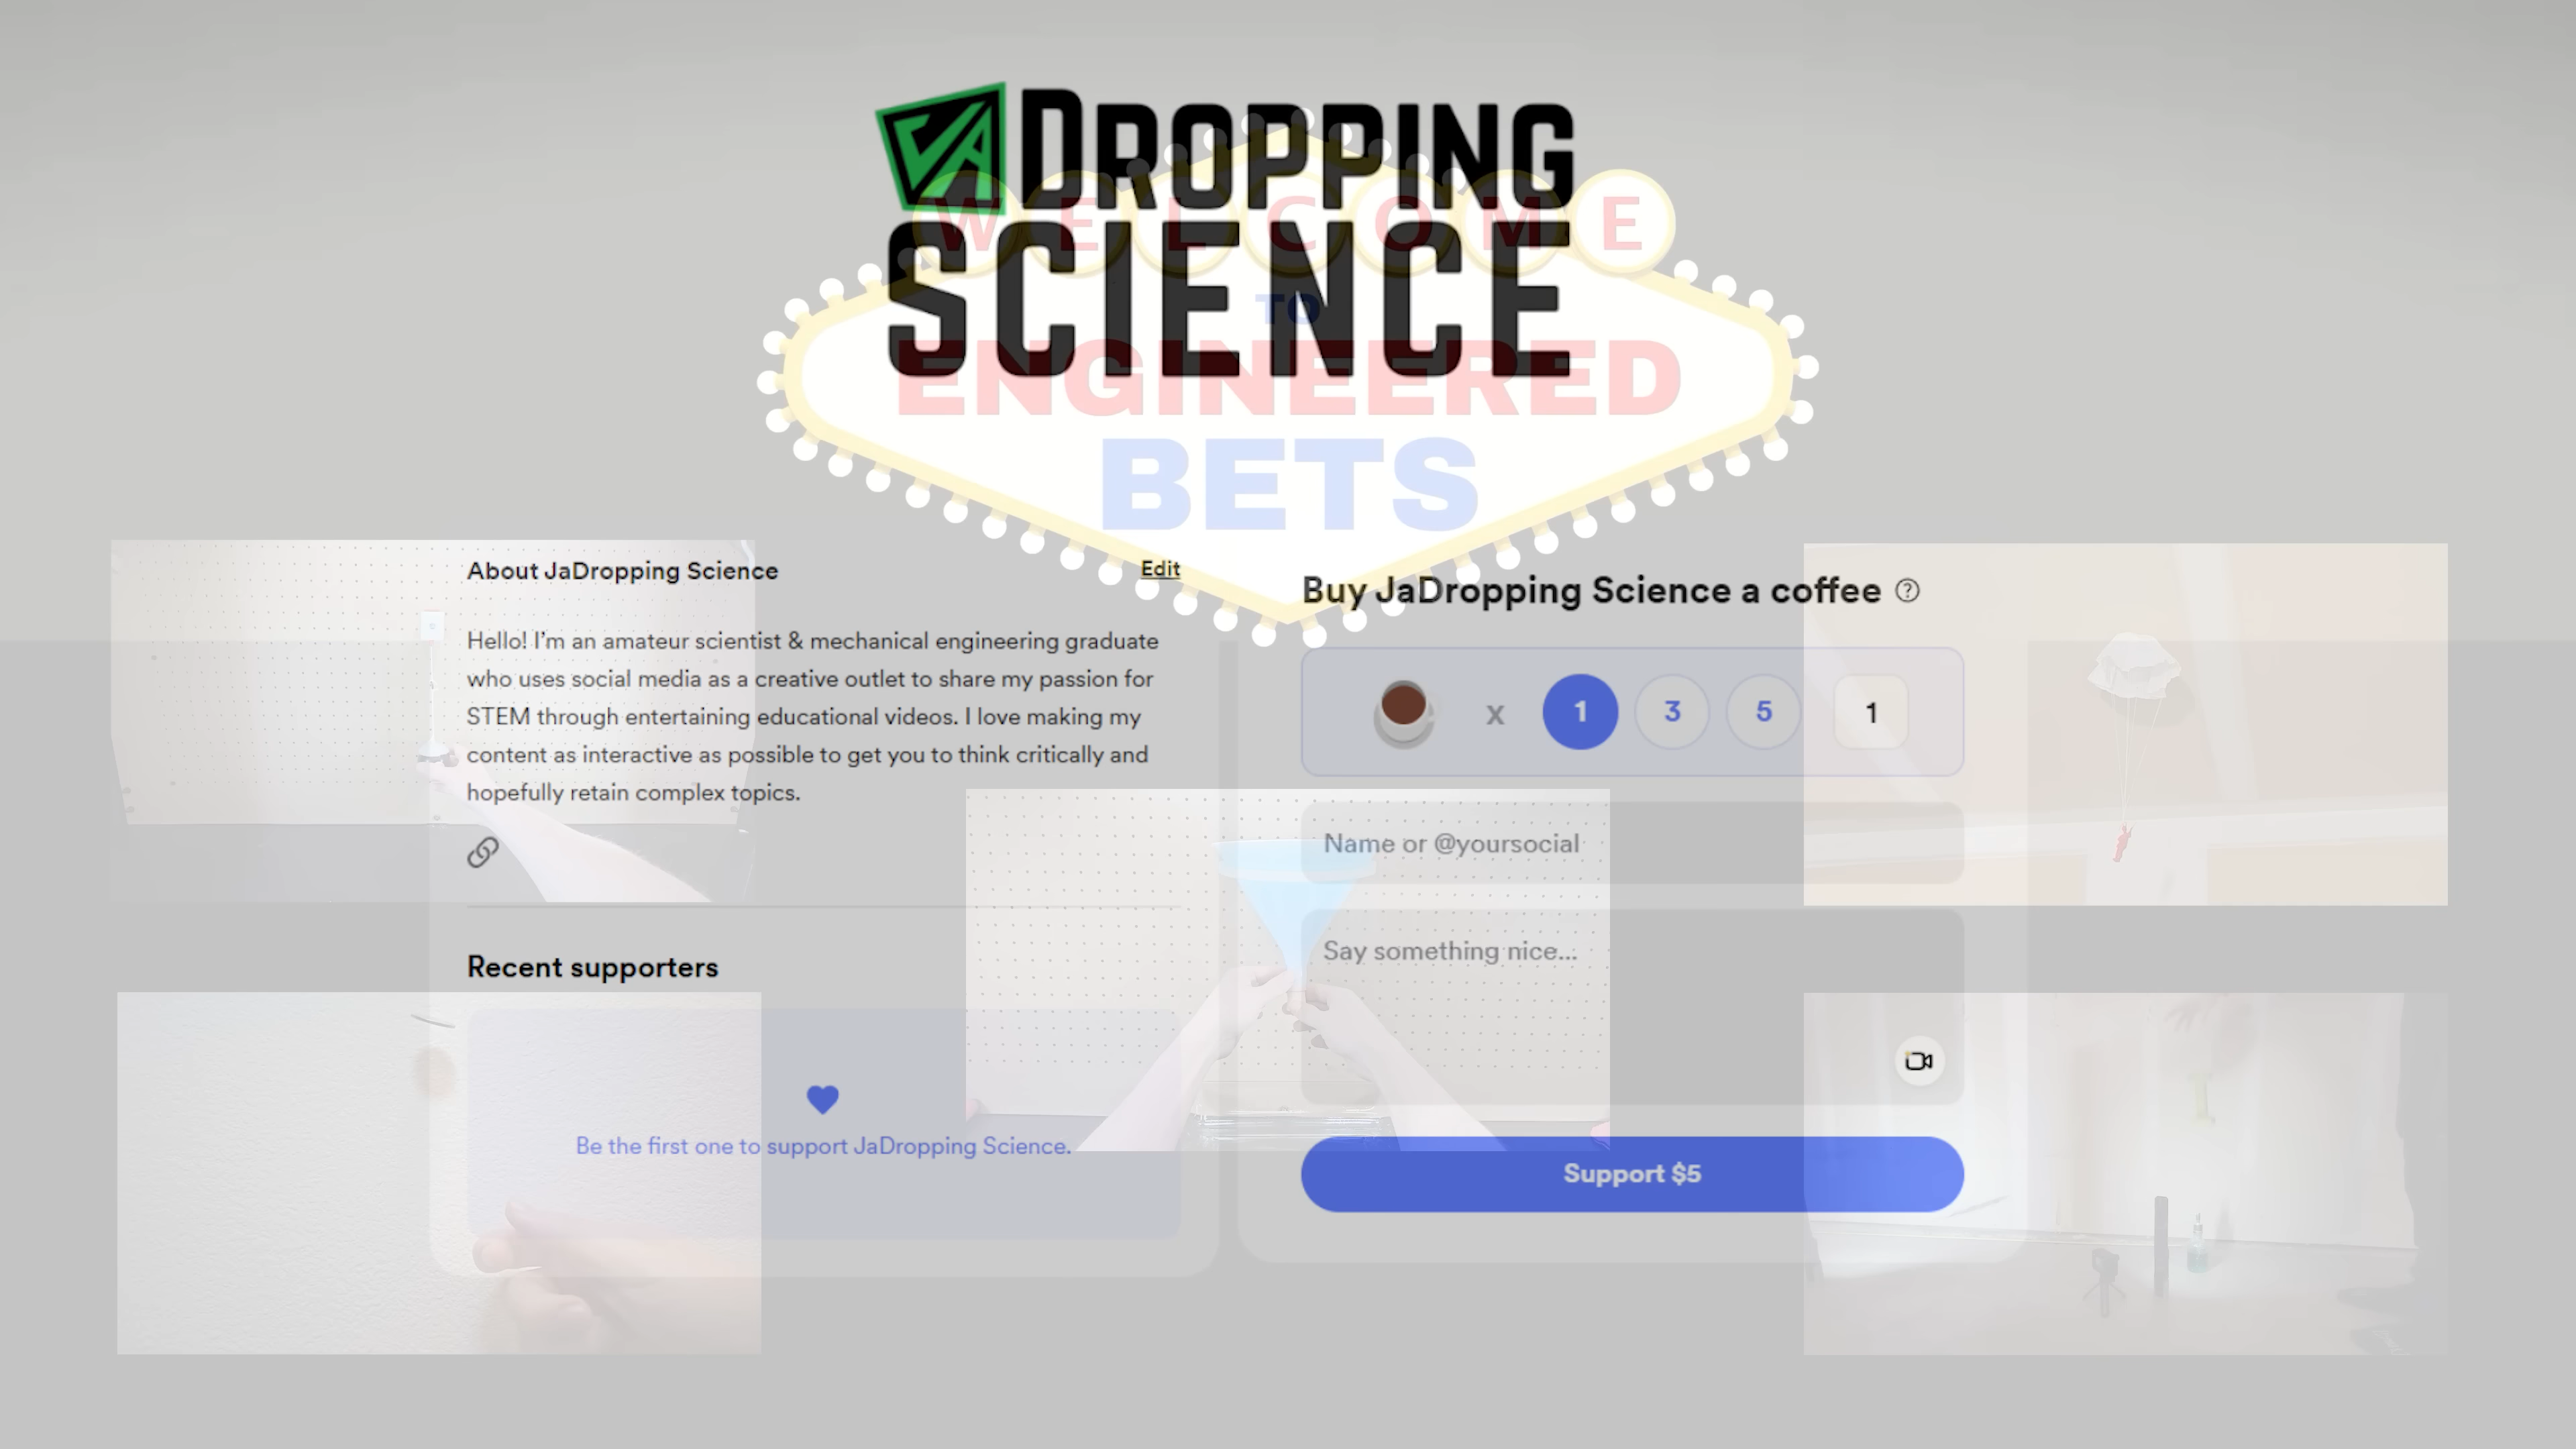 JA DROPPING
SCIENCE
WELCOME
TO
ENGINEERED
BETS
About JaDropping Science
Edit
Hello! I'm an amateur scientist & mechanical engineering graduate
who uses social media as a creative outlet to share my passion for
STEM through entertaining educational videos. I love making my
content as interactive as possible to get you to think critically and
hopefully retain complex topics.
Recent supporters
Be the first one to support JaDropping Science.
Buy JaDropping Science a coffee ?
x 1 3 5 1
Name or @yoursocial
Say something nice...
Support $5